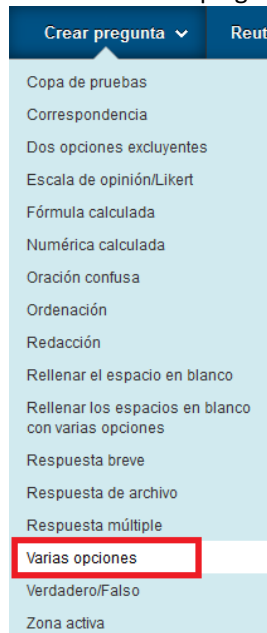 Crear pregunta
Copa de pruebas
Correspondencia
Dos opciones excluyentes
Escala de opinión/Likert
Fórmula calculada
Numérica calculada
Oración confusa
Ordenación
Redacción
Rellenar el espacio en blanco
Rellenar los espacios en blanco
con varias opciones
Respuesta breve
Respuesta de archivo
Respuesta múltiple
Varias opciones
Verdadero/Falso
Zona activa